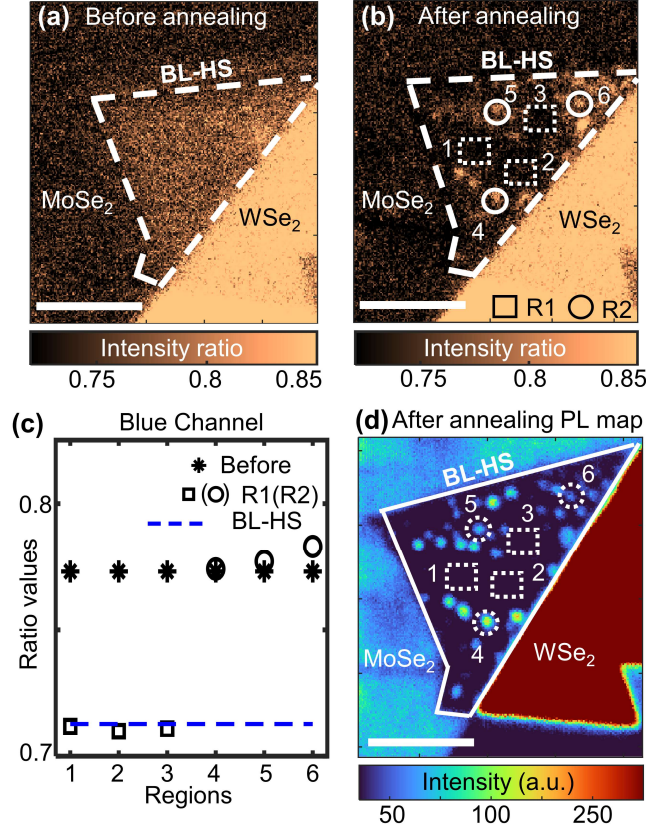 (a) Before annealing
BL-HS
MoSe₂
WSe₂
Intensity ratio
0.75 0.8 0.85
(b) After annealing
BL-HS
5 3 6
1
2
MoSe₂
WSe₂
4
R1 R2
Intensity ratio
0.75 0.8 0.85
(c) Blue Channel
Before
R1(R2)
BL-HS
Ratio values
0.8
0.7
1 2 3 4 5 6
Regions
(d) After annealing PL map
BL-HS
6
5
3
1
2
MoSe₂
WSe₂
4
Intensity (a.u.)
50 100 250